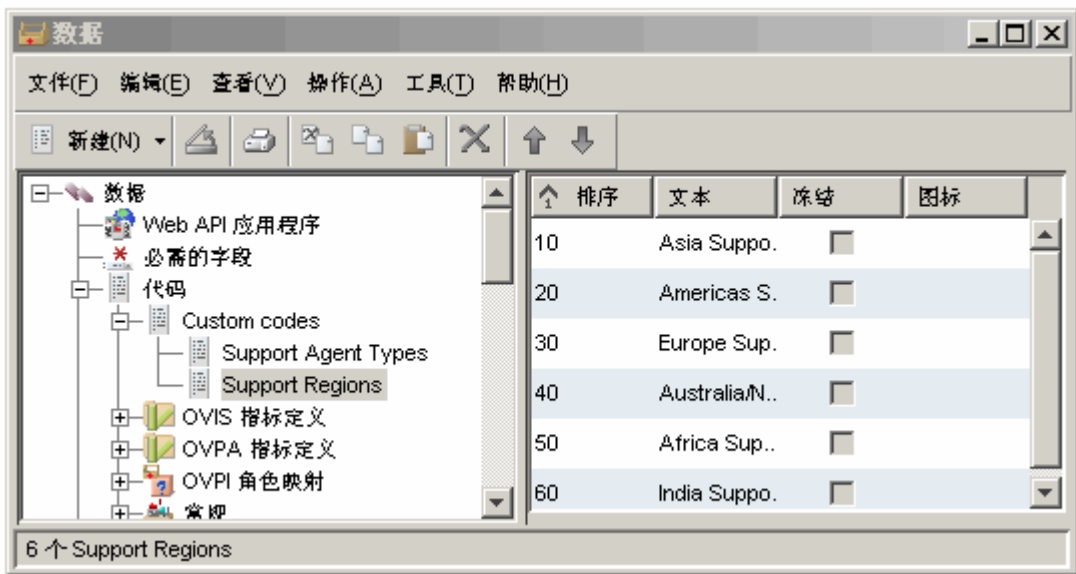 数据
文件(F) 编辑(E) 查看(V) 操作(A) 工具(T) 帮助(H)
新建(N)
数据
Web API 应用程序
必需的字段
代码
Custom codes
Support Agent Types
Support Regions
OVIS 指标定义
OVPA 指标定义
OVPI 角色映射
常规
1 排序 文本 冻结 图标
10 Asia Suppo.
20 Americas S.
30 Europe Sup.
40 Australia/N..
50 Africa Sup..
60 India Suppo.
6 个 Support Regions